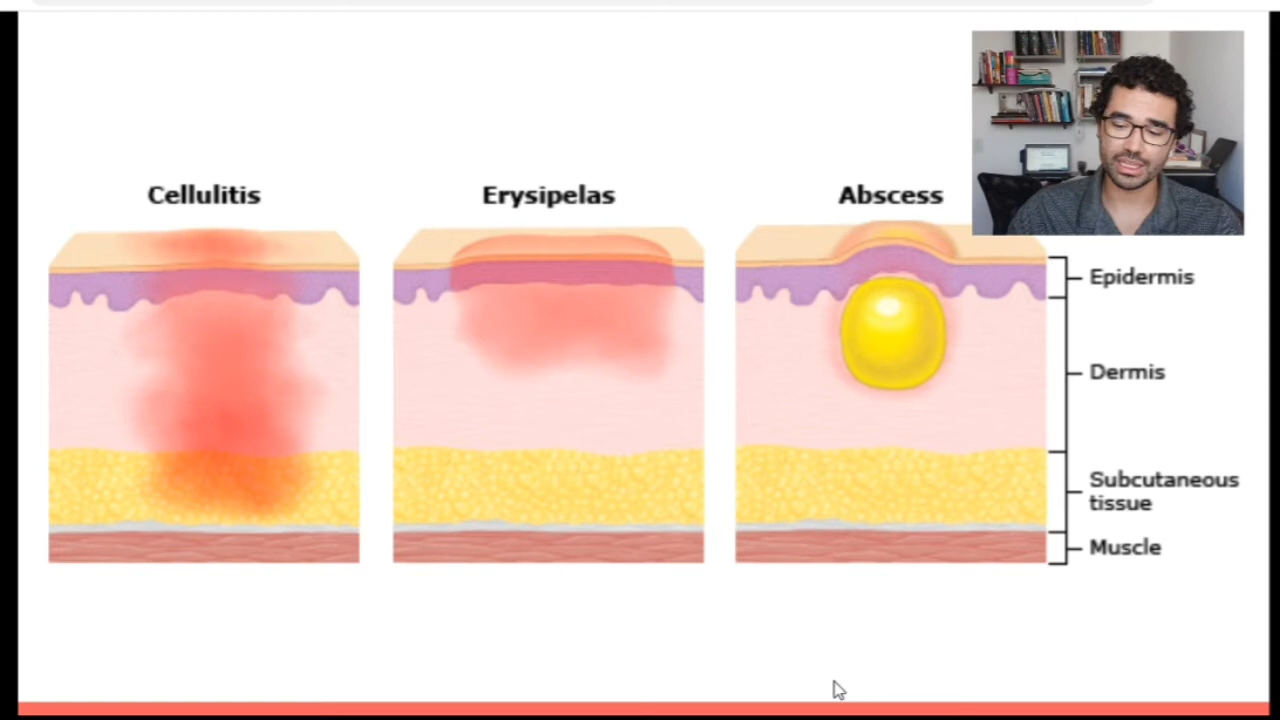 Cellulitis
Erysipelas
Abscess
Epidermis
Dermis
Subcutaneous
tissue
Muscle